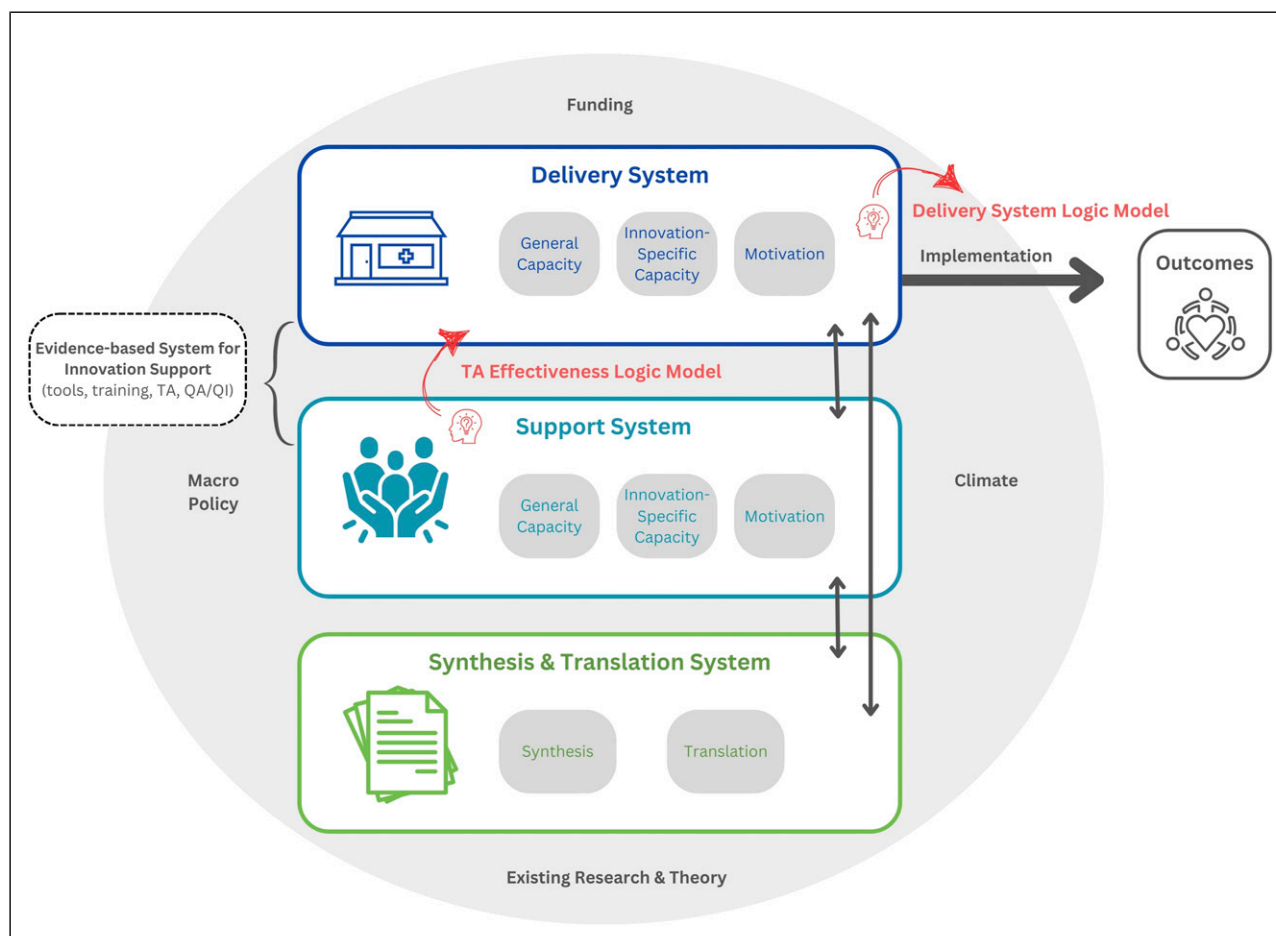 Funding
Delivery System
General
Capacity
Innovation-
Specific
Capacity
Motivation
Delivery System Logic Model
Implementation
Outcomes
Evidence-based System for
Innovation Support
(tools, training, TA, QA/QI)
TA Effectiveness Logic Model
Support System
General
Capacity
Innovation-
Specific
Capacity
Motivation
Macro
Policy
Climate
Synthesis & Translation System
Synthesis
Translation
Existing Research & Theory